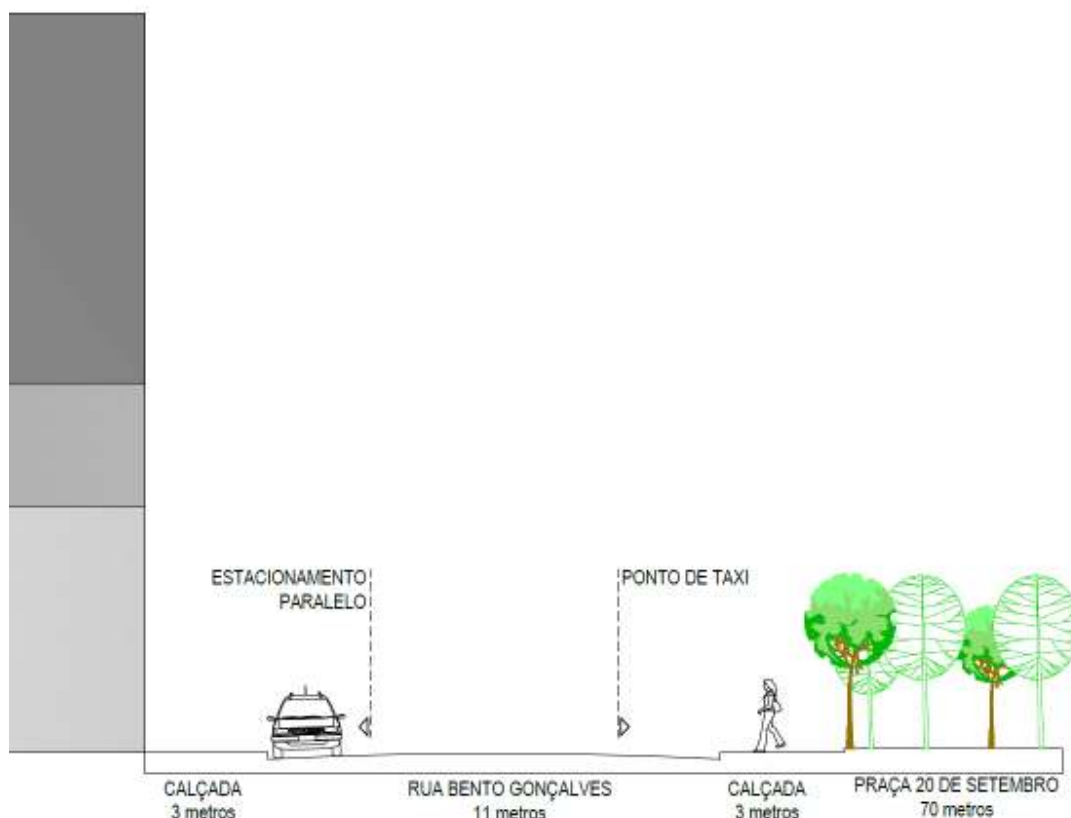 ESTACIONAMENTO
PARALELO
PONTO DE TAXI
CALÇADA
3 metros
RUA BENTO GONÇALVES
11 metros
CALÇADA
3 metros
PRAÇA 20 DE SETEMBRO
70 metros